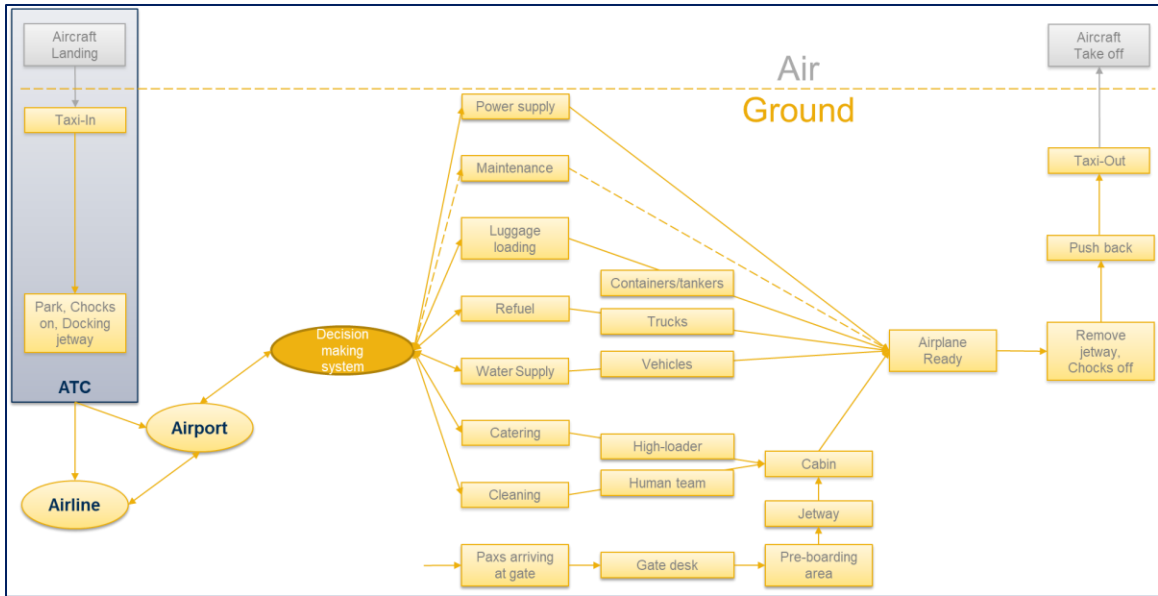 Aircraft
Landing
Aircraft
Take off
Air
Ground
Taxi-In
Power supply
Maintenance
Taxi-Out
Luggage
loading
Push back
Containers/tankers
Park, Chocks
on, Docking
jetway
Refuel
Trucks
Decision
making
system
Airplane
Ready
Remove
jetway,
Chocks off
Water Supply
Vehicles
ATC
Airport
Catering
High-loader
Cabin
Airline
Cleaning
Human team
Jetway
Paxs arriving
at gate
Gate desk
Pre-boarding
area